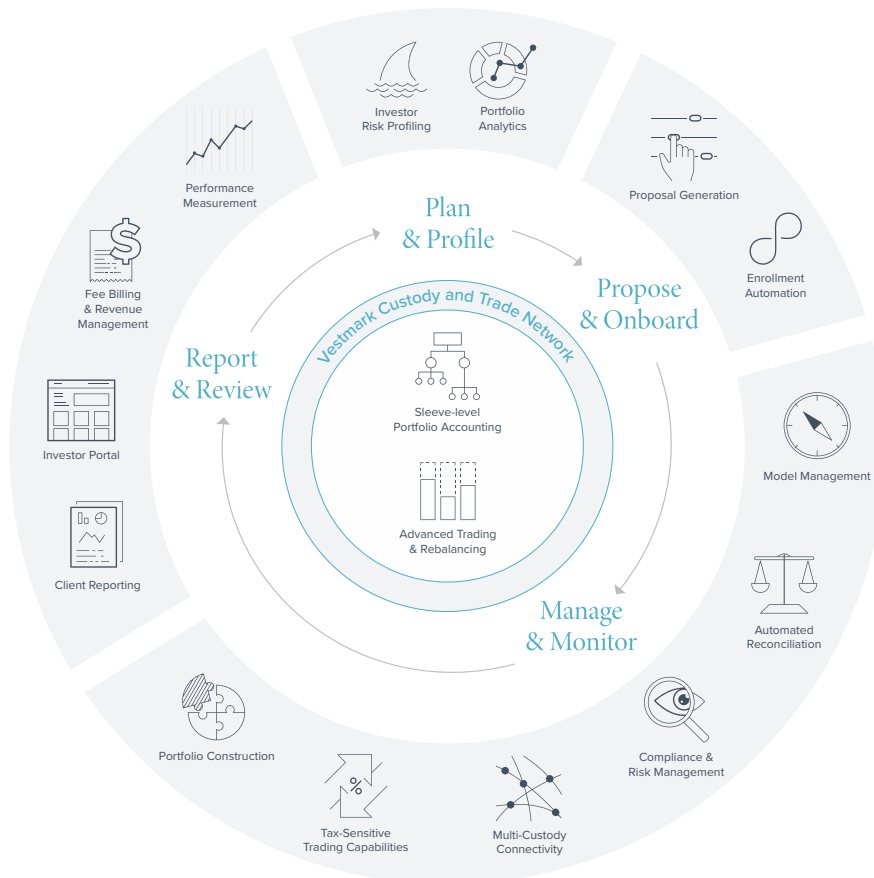 Investor
Risk Profiling
Portfolio
Analytics
Proposal Generation
Enrollment
Automation
Model Management
Automated
Reconciliation
Compliance &
Risk Management
Multi-Custody
Connectivity
Tax-Sensitive
Trading Capabilities
%
Portfolio Construction
Client Reporting
Investor Portal
Fee Billing
& Revenue
Management
$
Performance
Measurement
Plan
& Profile
Propose
& Onboard
Manage
& Monitor
Report
& Review
Vestmark Custody and Trade Network
Sleeve-level
Portfolio Accounting
Advanced Trading
& Rebalancing